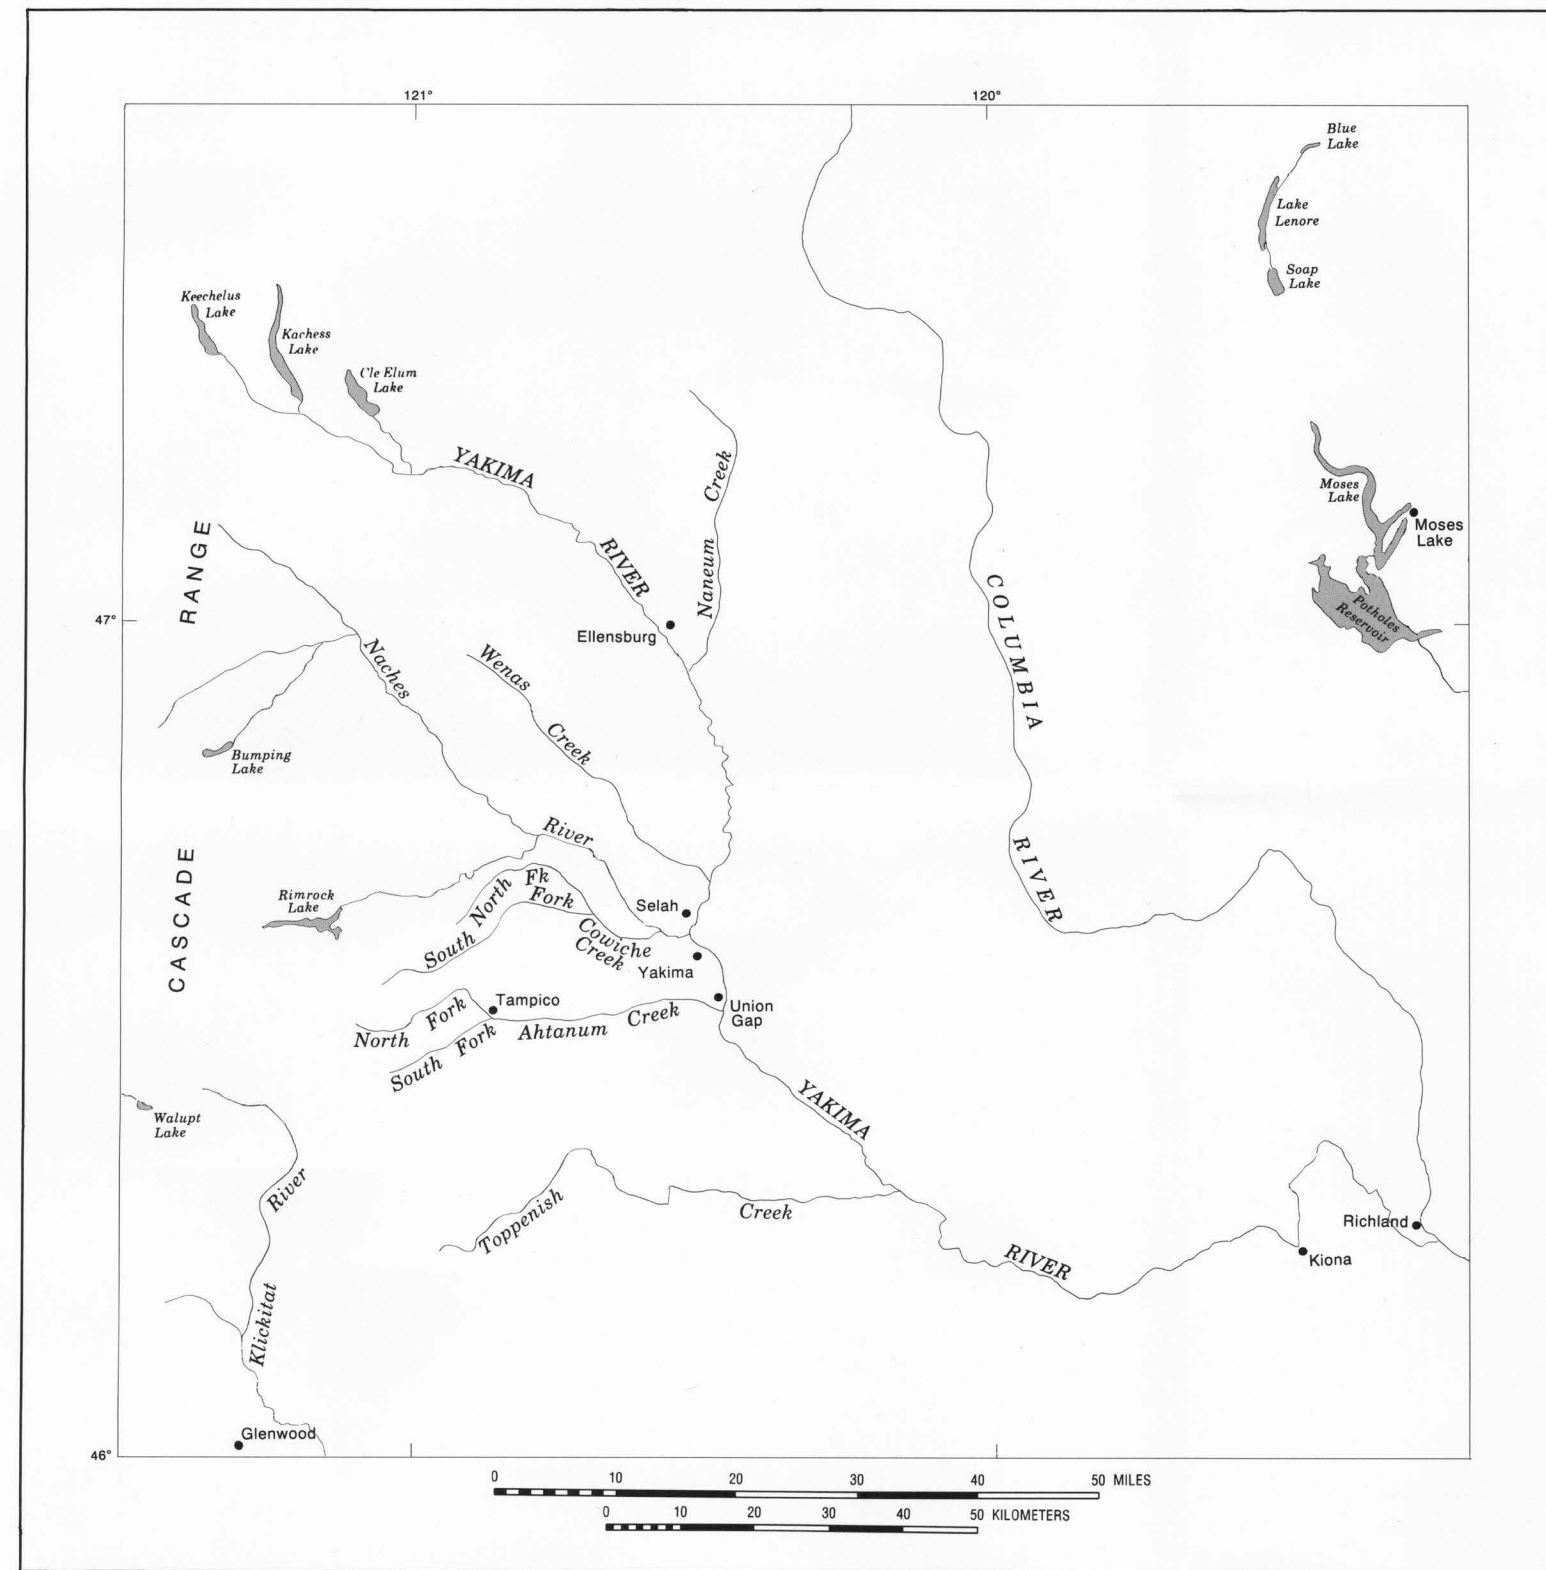 121°
120°
Blue
Lake
Lake
Lenore
Soap
Lake
Keechelus
Lake
Kachess
Lake
Cle Elum
Lake
YAKIMA
RIVER
Naneum Creek
Moses
Lake
Moses
Lake
Potholes
Reservoir
47°
CASCADE RANGE
Ellensburg
COLUMBIA
RIVER
Naches
River
Wenas
Creek
Bumping
Lake
Rimrock
Lake
North Fk
South Fork
Cowiche
Creek
Selah
Yakima
Tampico
Union
Gap
North Fork
South Fork
Ahtanum Creek
Walupt
Lake
YAKIMA
RIVER
Klickitat River
Toppenish Creek
Richland
Kiona
Glenwood
46°
0 10 20 30 40 50 MILES
0 10 20 30 40 50 KILOMETERS